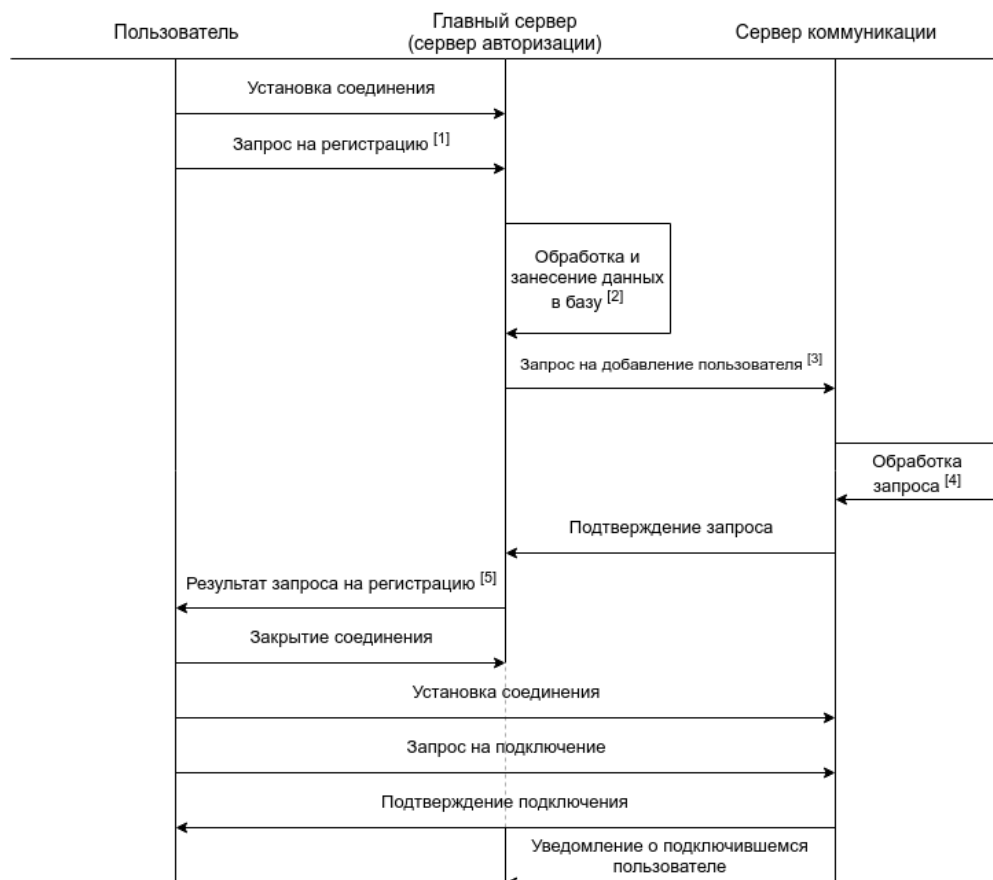 Пользователь
Главный сервер
(сервер авторизации)
Сервер коммуникации
Установка соединения
Запрос на регистрацию [1]
Обработка и
занесение данных
в базу [2]
Запрос на добавление пользователя [3]
Обработка
запроса [4]
Подтверждение запроса
Результат запроса на регистрацию [5]
Закрытие соединения
Установка соединения
Запрос на подключение
Подтверждение подключения
Уведомление о подключившемся
пользователе